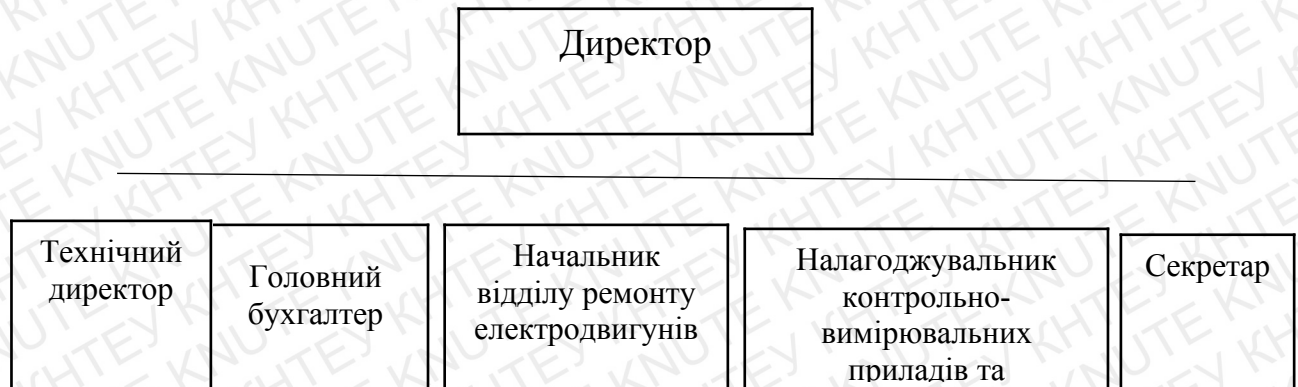 Директор
Технічний
директор
Головний
бухгалтер
Начальник
відділу ремонту
електродвигунів
Налагоджувальник
контрольно-
вимірювальних
приладів та
Секретар